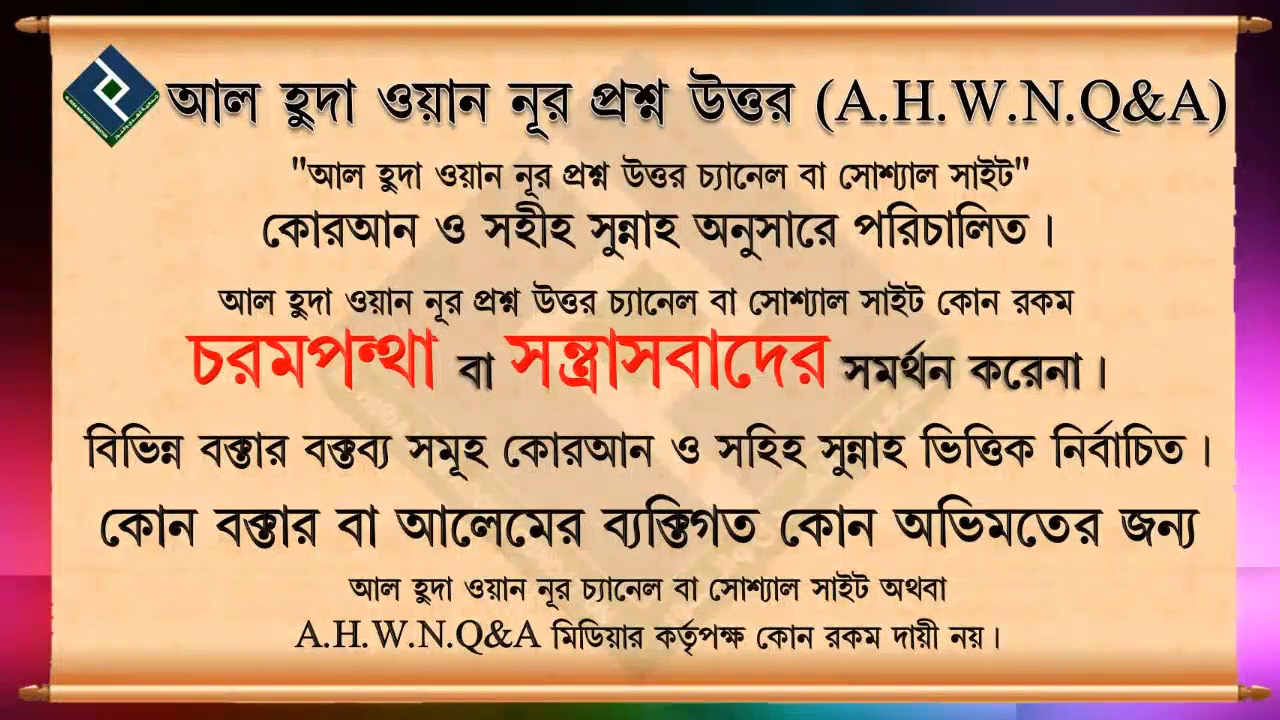 আল হুদা ওয়ান নূর প্রশ্ন উত্তর (A.H.W.N.Q&A)
"আল হুদা ওয়ান নূর প্রশ্ন উত্তর চ্যানেল বা সোশ্যাল সাইট"
কোরআন ও সহীহ সুন্নাহ অনুসারে পরিচালিত ।
আল হুদা ওয়ান নূর প্রশ্ন উত্তর চ্যানেল বা সোশ্যাল সাইট কোন রকম
চরমপন্থা বা সন্ত্রাসবাদের সমর্থন করেনা ।
বিভিন্ন বক্তার বক্তব্য সমূহ কোরআন ও সহিহ সুন্নাহ ভিত্তিক নির্বাচিত ।
কোন বক্তার বা আলেমের ব্যক্তিগত কোন অভিমতের জন্য
আল হুদা ওয়ান নূর চ্যানেল বা সোশ্যাল সাইট অথবা
A.H.W.N.Q&A মিডিয়ার কর্তৃপক্ষ কোন রকম দায়ী নয় ।